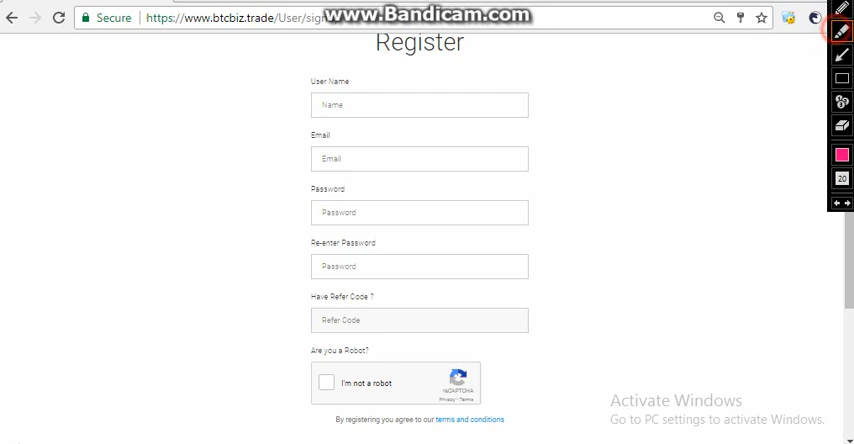 Secure
https://www.btcbiz.trade/User/sig
www.Bandicam.com
Register
User Name
Name
Email
Email
Password
Password
Re-enter Password
Password
Have Refer Code ?
Refer Code
Are you a Robot?
I'm not a robot
reCAPTCHA
Privacy - Terms
By registering you agree to our terms and conditions
Activate Windows
Go to PC settings to activate Windows.
20